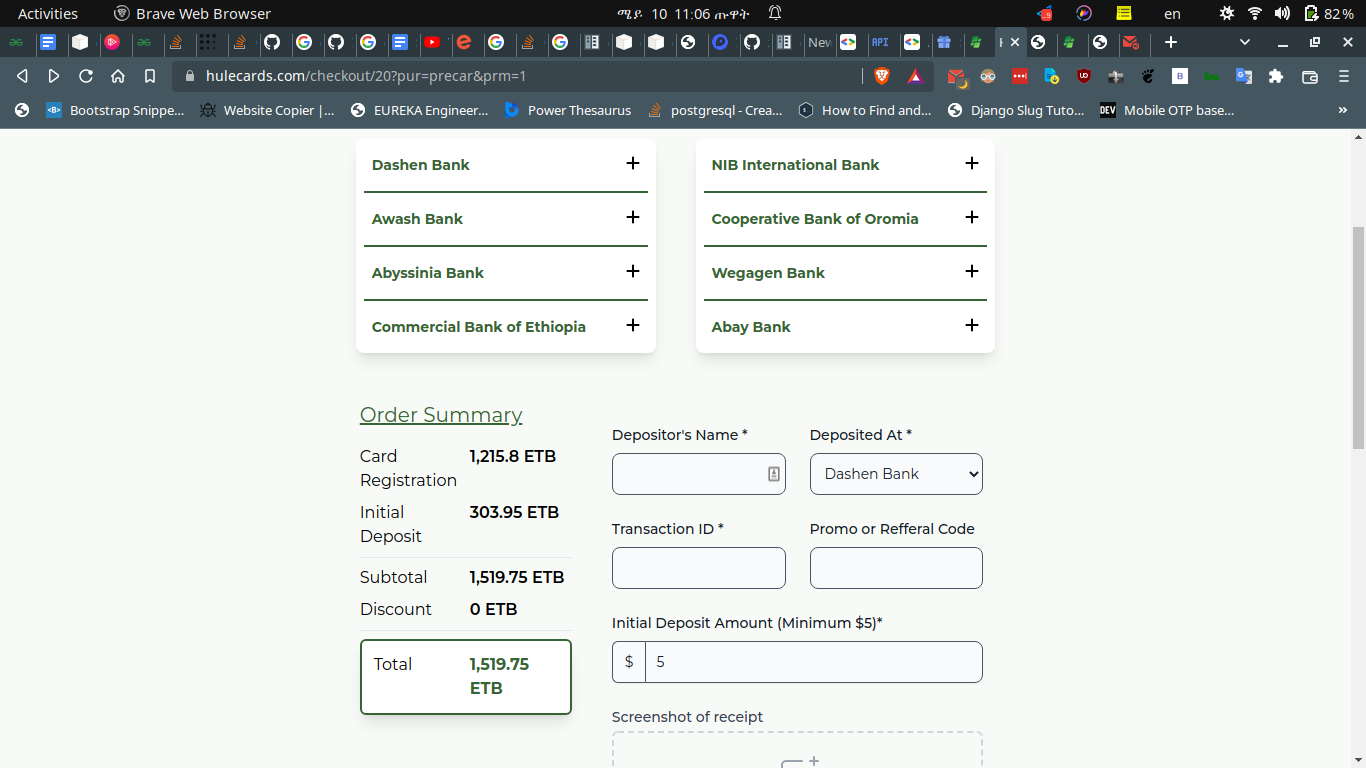 Activities
Brave Web Browser
ሜይ 10 11:06 ጡዋት
en
82%
New
API
hulecards.com/checkout/20?pur=precar&prm=1
Bootstrap Snippe...
Website Copier |...
EUREKA Engineer...
Power Thesaurus
postgresql - Crea...
How to Find and...
Django Slug Tuto...
DEV
Mobile OTP base...
»
Dashen Bank +
NIB International Bank +
Awash Bank +
Cooperative Bank of Oromia +
Abyssinia Bank +
Wegagen Bank +
Commercial Bank of Ethiopia +
Abay Bank +
Order Summary
Card Registration
1,215.8 ETB
Initial Deposit
303.95 ETB
Subtotal
1,519.75 ETB
Discount
0 ETB
Total
1,519.75
ETB
Depositor's Name *
Deposited At *
Dashen Bank
Transaction ID *
Promo or Refferal Code
Initial Deposit Amount (Minimum $5)*
$ 5
Screenshot of receipt